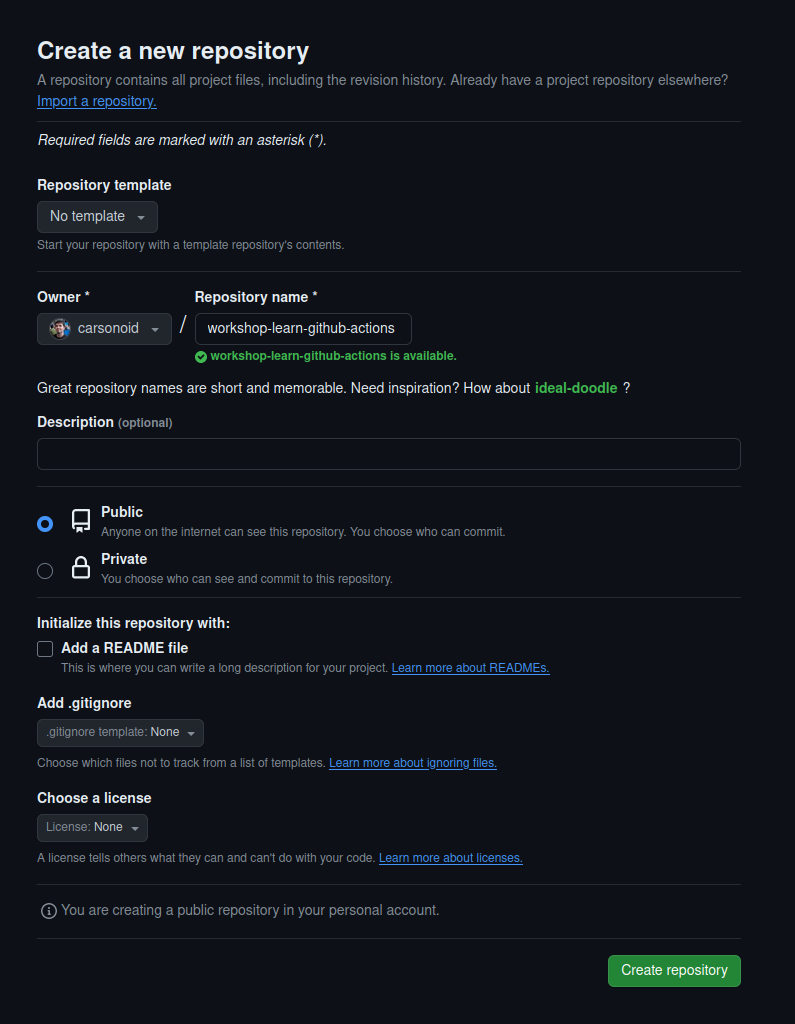 Create a new repository
A repository contains all project files, including the revision history. Already have a project repository elsewhere?
Import a repository.
Required fields are marked with an asterisk (*).
Repository template
No template
Start your repository with a template repository's contents.
Owner *
Repository name *
carsonoid
/
workshop-learn-github-actions
workshop-learn-github-actions is available.
Great repository names are short and memorable. Need inspiration? How about ideal-doodle ?
Description (optional)
Public
Anyone on the internet can see this repository. You choose who can commit.
Private
You choose who can see and commit to this repository.
Initialize this repository with:
Add a README file
This is where you can write a long description for your project. Learn more about READMEs.
Add .gitignore
.gitignore template: None
Choose which files not to track from a list of templates. Learn more about ignoring files.
Choose a license
License: None
A license tells others what they can and can't do with your code. Learn more about licenses.
You are creating a public repository in your personal account.
Create repository